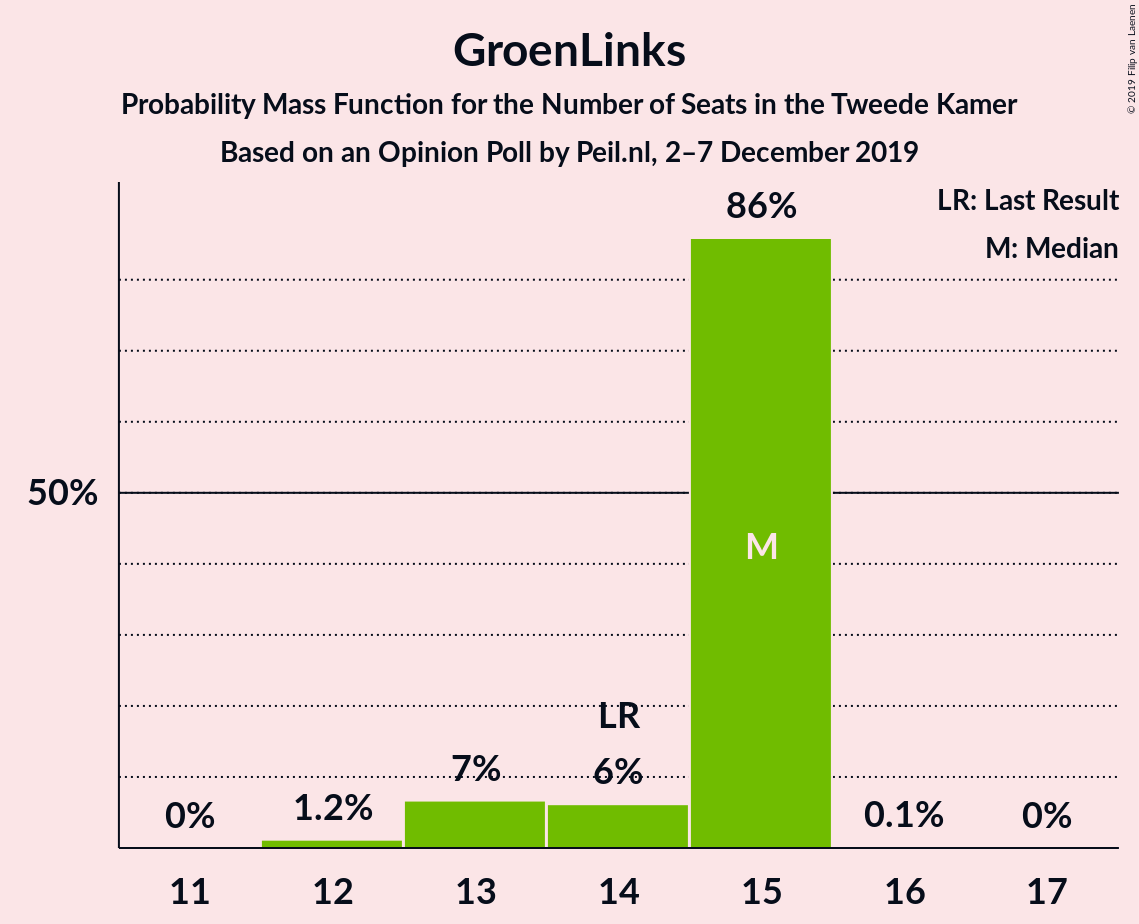 GroenLinks
Probability Mass Function for the Number of Seats in the Tweede Kamer
Based on an Opinion Poll by Peil.nl, 2–7 December 2019
© 2019 Filip van Laenen
LR: Last Result
M: Median
86%
50%
M
LR
0%
1.2%
7%
6%
0.1%
0%
11
12
13
14
15
16
17